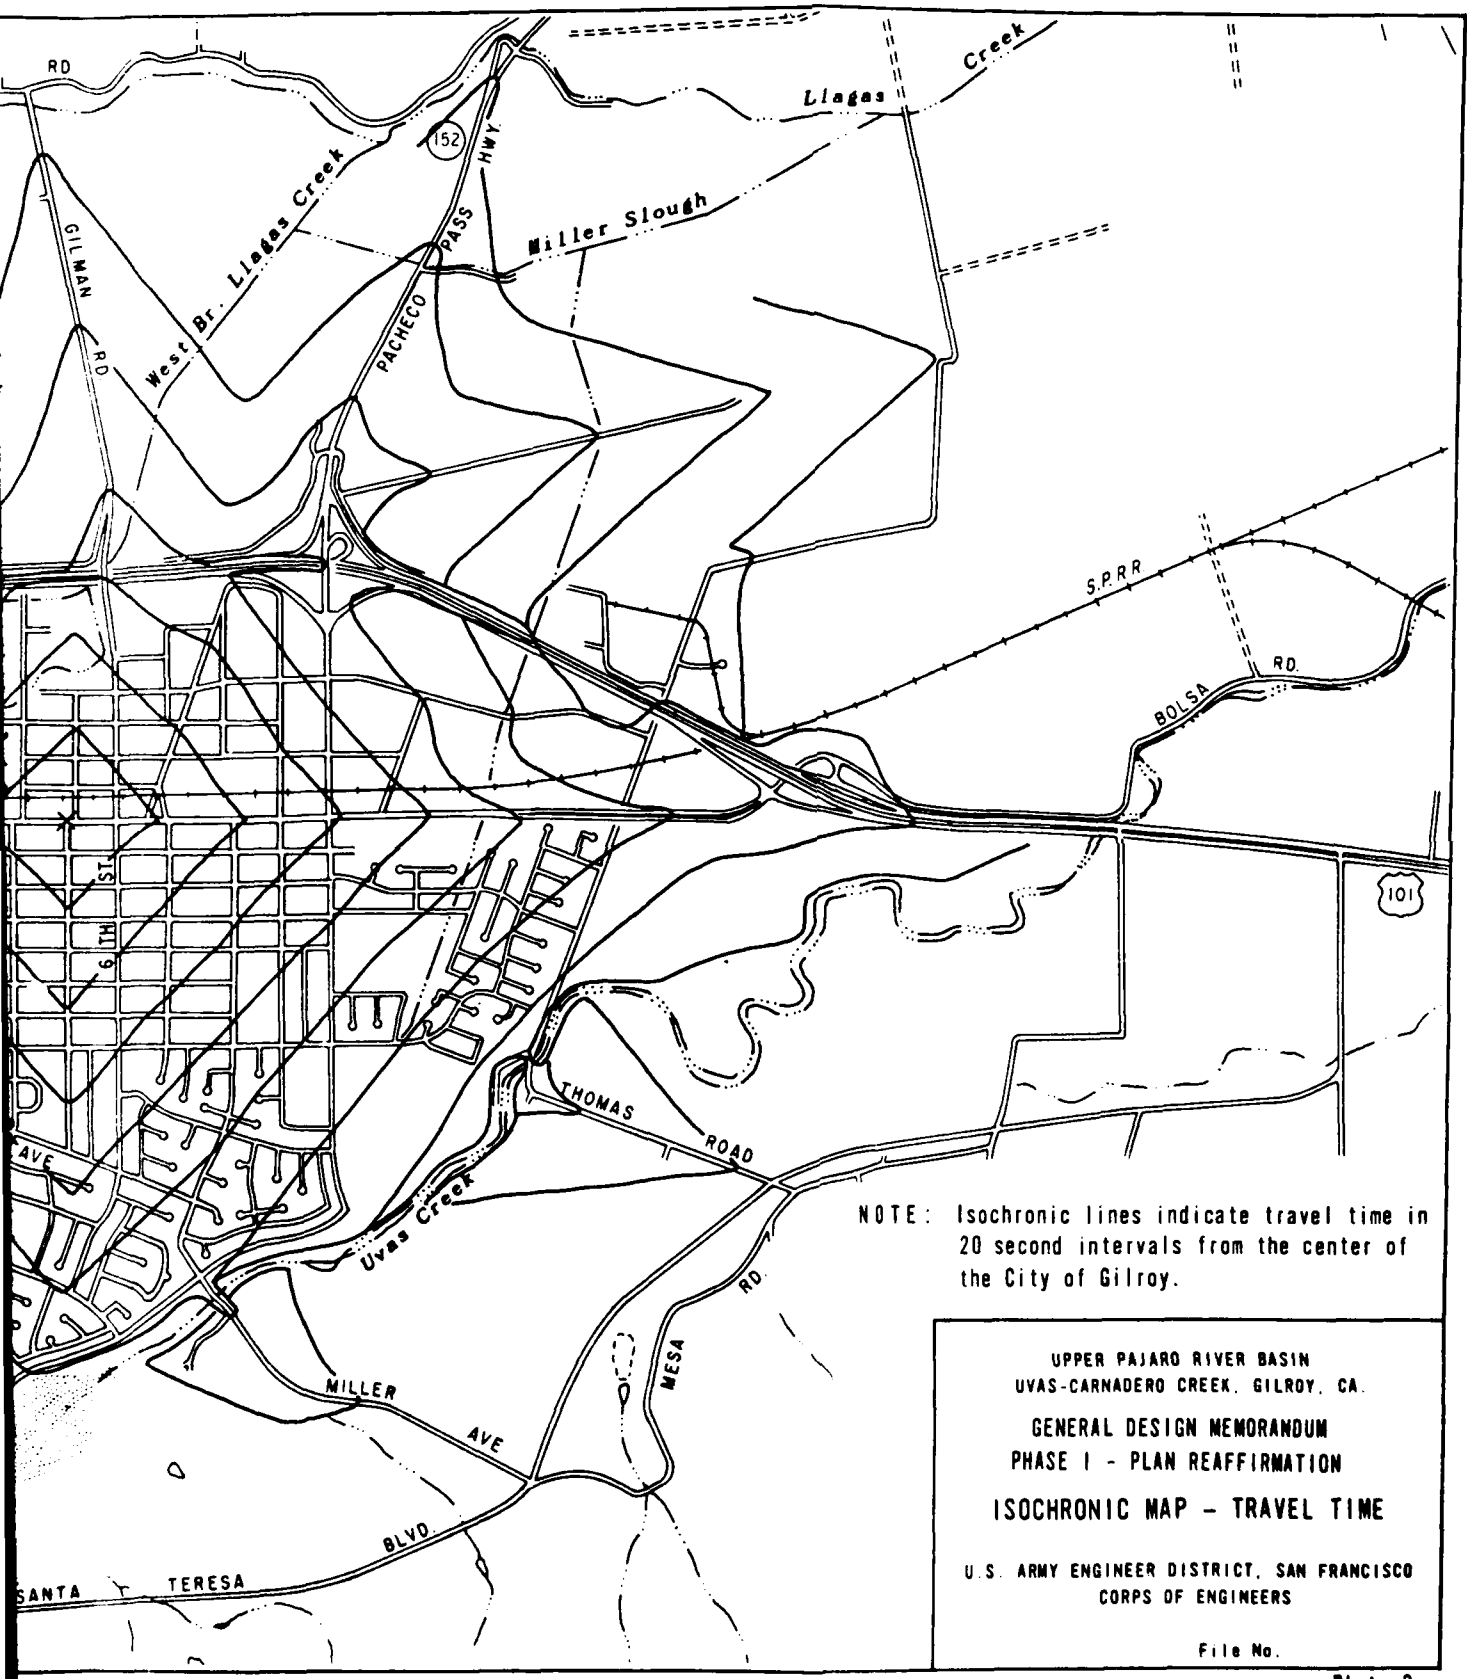 RD
Llagas Creek
152
HWY.
PASS
PACHECO
Miller Slough
West Br. Llagas Creek
GILMAN
RD
S.P.R.R
BOLSA RD.
101
6 TH ST
AVE
THOMAS ROAD
Uvas Creek
MILLER AVE
MESA RD.
SANTA TERESA BLVD.
NOTE: Isochronic lines indicate travel time in
20 second intervals from the center of
the City of Gilroy.
UPPER PAJARO RIVER BASIN
UVAS-CARNADERO CREEK, GILROY, CA.
GENERAL DESIGN MEMORANDUM
PHASE I - PLAN REAFFIRMATION
ISOCHRONIC MAP - TRAVEL TIME
U.S. ARMY ENGINEER DISTRICT, SAN FRANCISCO
CORPS OF ENGINEERS
File No.